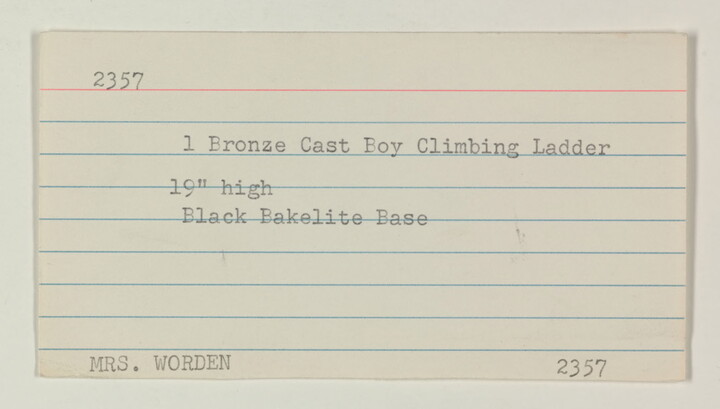 2357
1 Bronze Cast Boy Climbing Ladder
19" high
Black Bakelite Base
MRS. WORDEN 2357